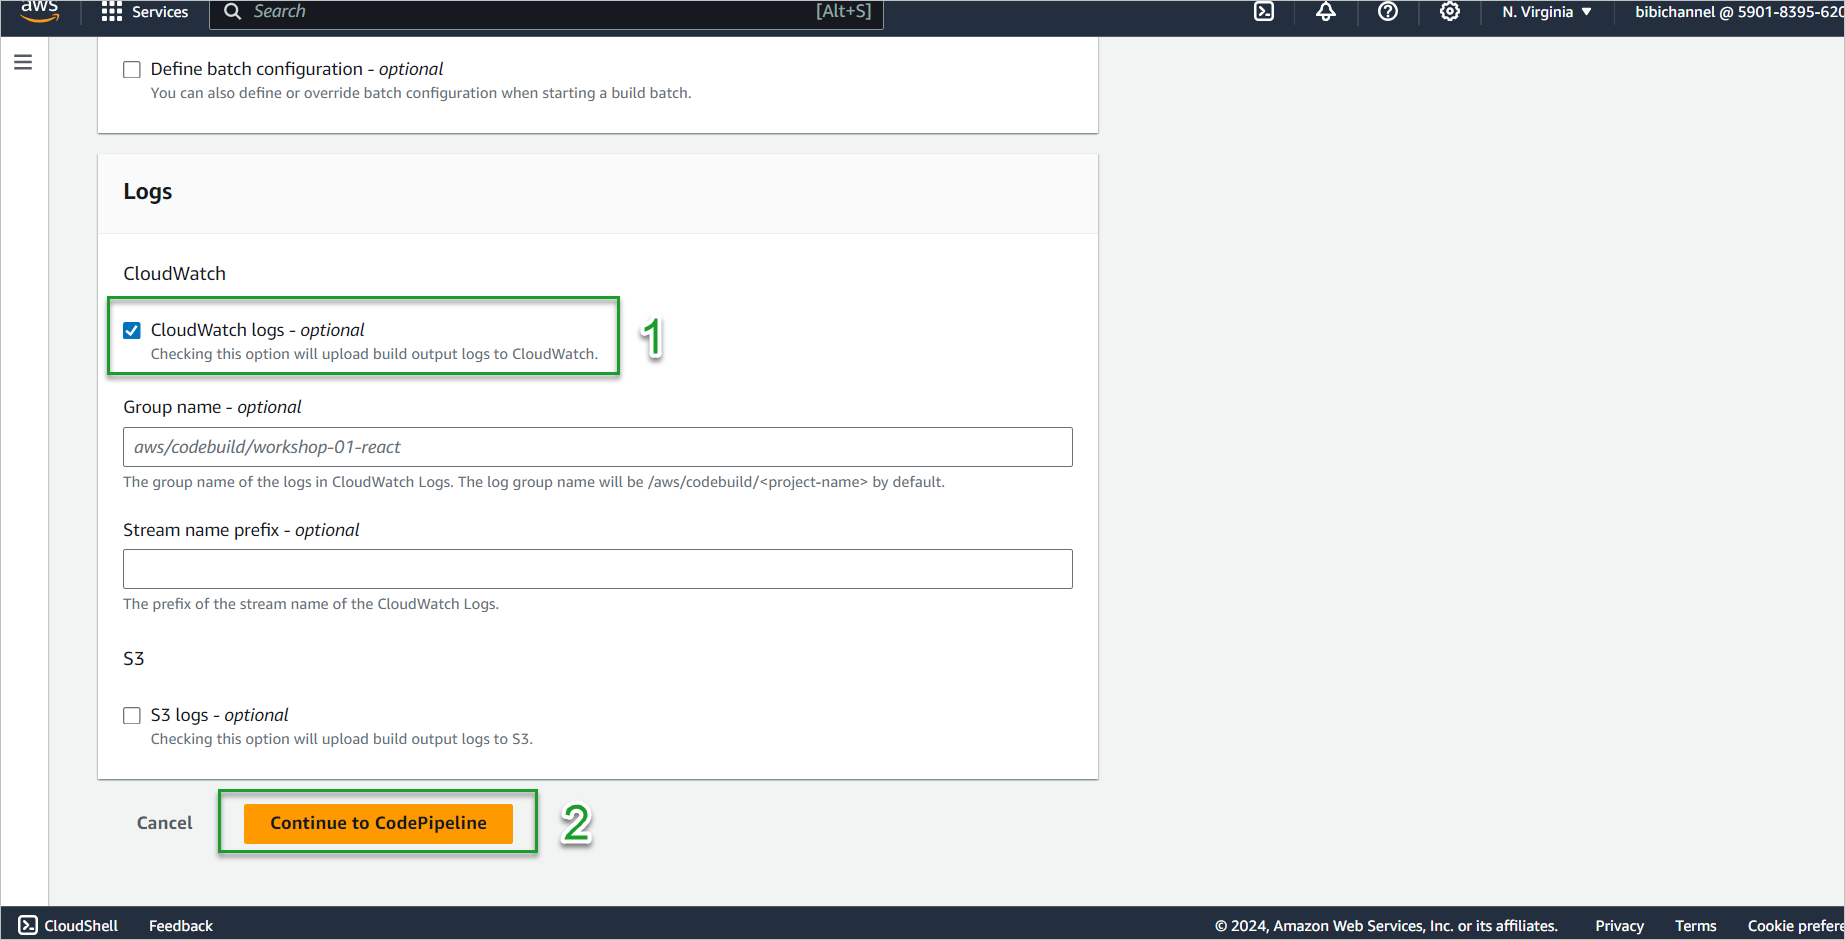 aws
Services
Search
[Alt+S]
N. Virginia ▼
bibichannel @ 5901-8395-620
Define batch configuration - optional
You can also define or override batch configuration when starting a build batch.
Logs
CloudWatch
CloudWatch logs - optional
Checking this option will upload build output logs to CloudWatch.
1
Group name - optional
aws/codebuild/workshop-01-react
The group name of the logs in CloudWatch Logs. The log group name will be /aws/codebuild/<project-name> by default.
Stream name prefix - optional
The prefix of the stream name of the CloudWatch Logs.
S3
S3 logs - optional
Checking this option will upload build output logs to S3.
Cancel
Continue to CodePipeline
2
CloudShell
Feedback
© 2024, Amazon Web Services, Inc. or its affiliates.
Privacy
Terms
Cookie prefere